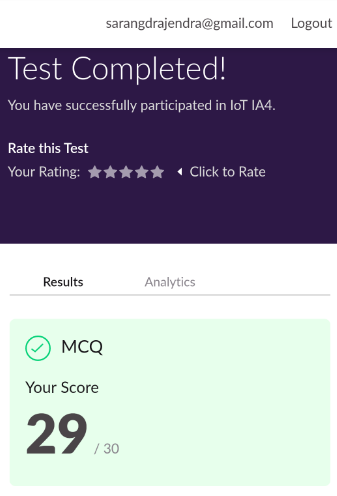 sarangdrajendra@gmail.com Logout
Test Completed!
You have successfully participated in IoT IA4.
Rate this Test
Your Rating: Click to Rate
Results Analytics
MCQ
Your Score
29 / 30